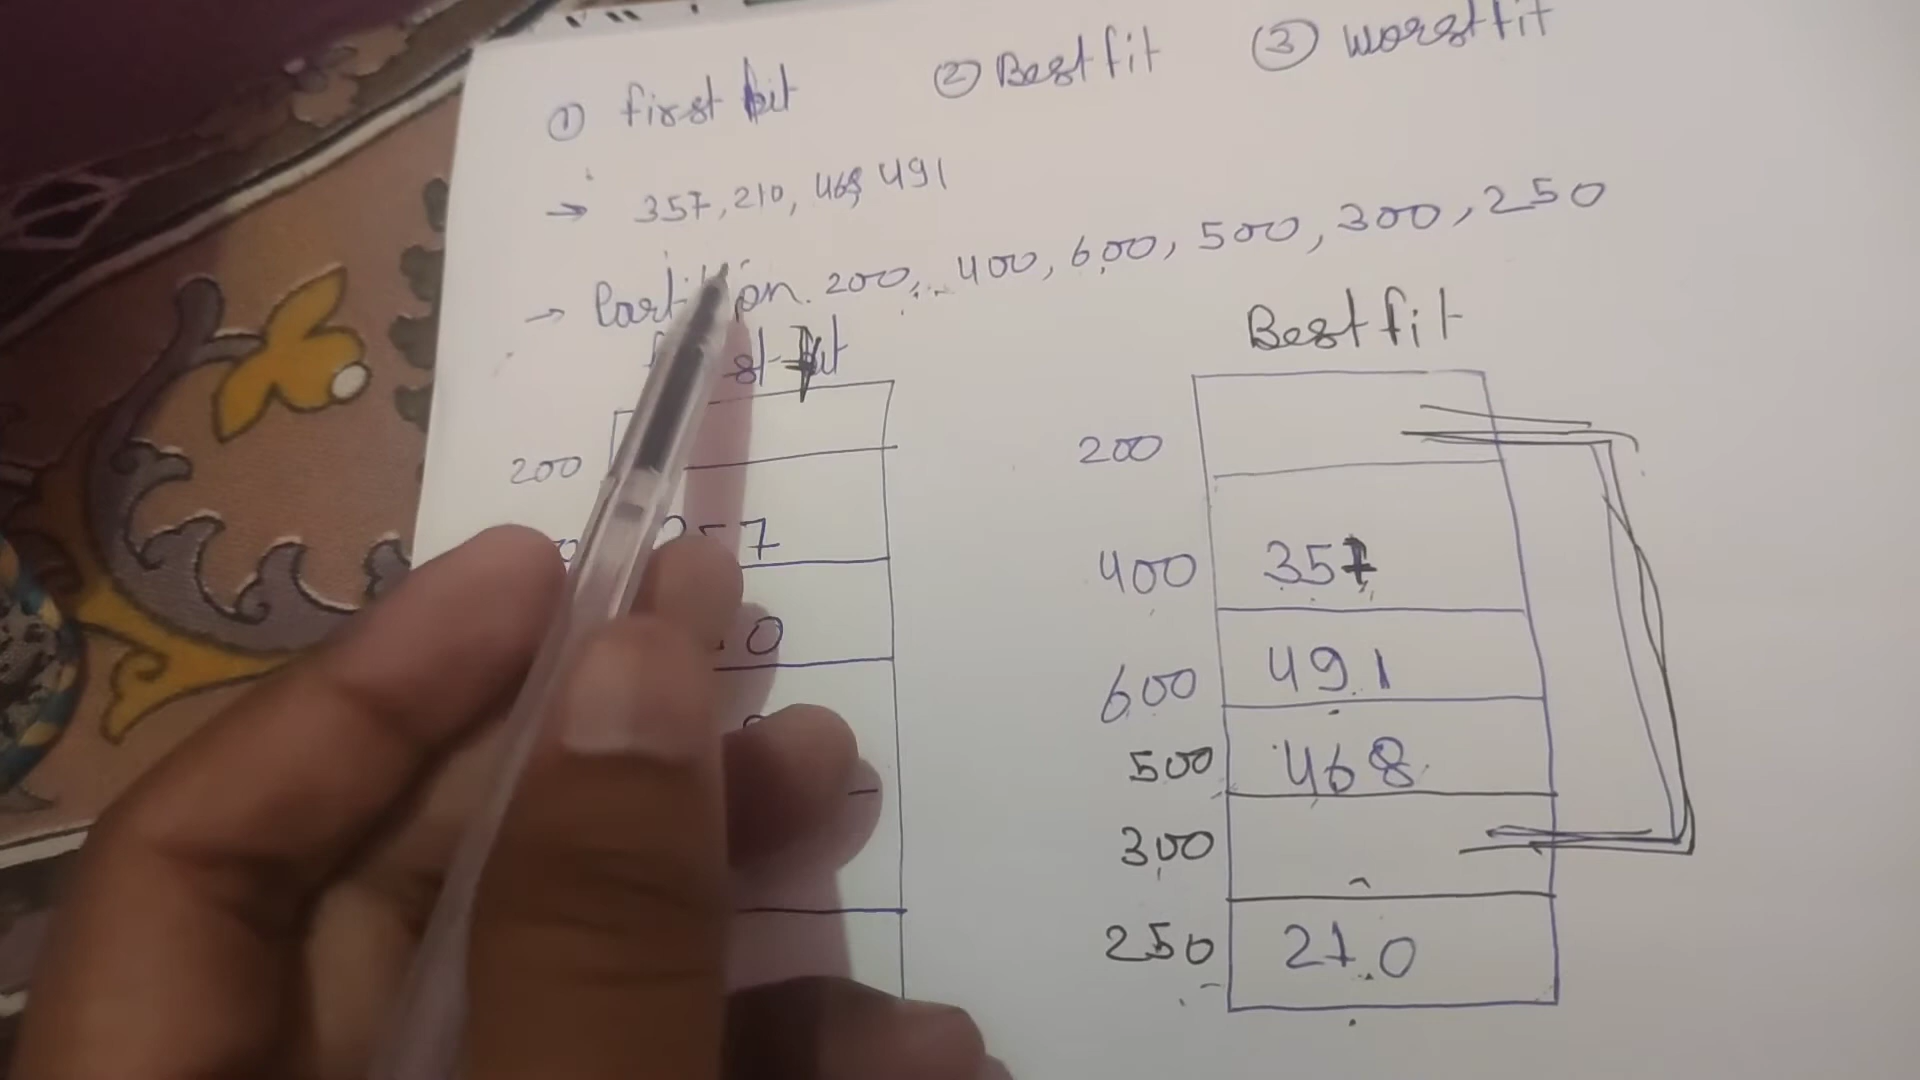 ① first fit ② Best fit ③ worst fit
→ 357, 210, 468, 491
→ 200, 400, 600, 500, 300, 250
Best fit
200
200
400 357
600 491
500 468
300
250 210